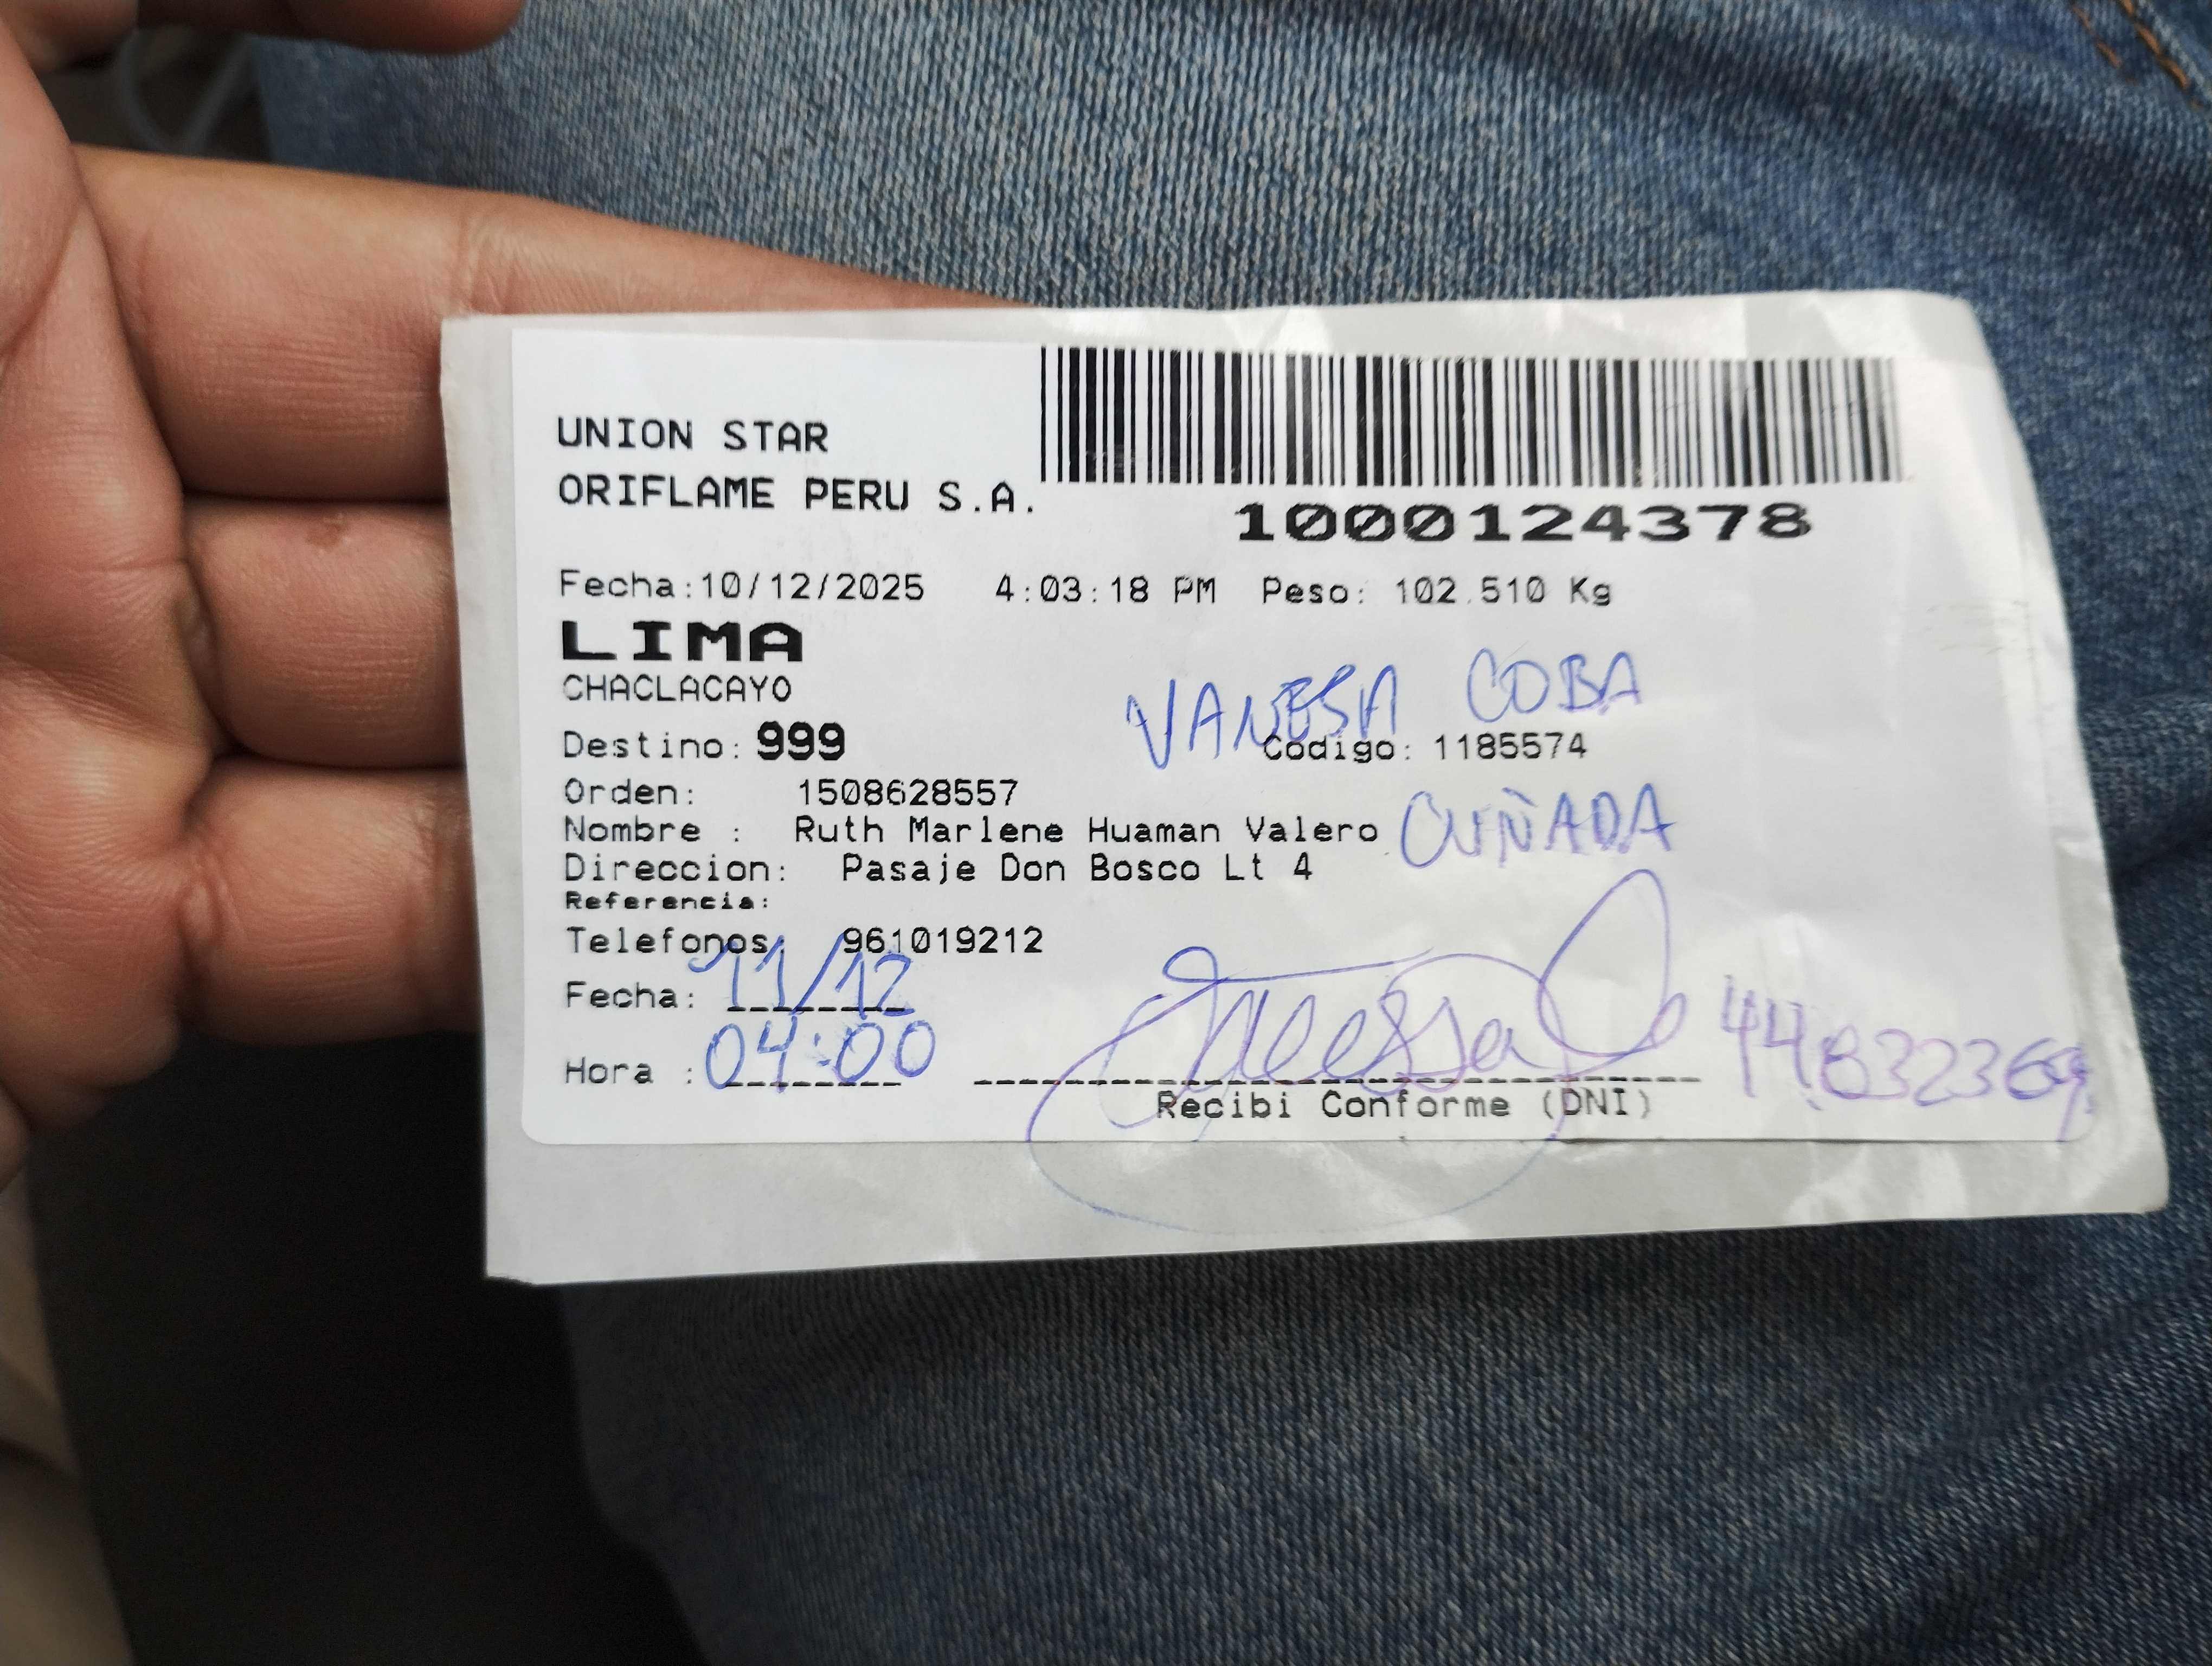 UNION STAR
ORIFLAME PERU S.A.
1000124378
Fecha:10/12/2025 4:03:18 PM Peso: 102.510 Kg
LIMA
CHACLACAYO
VANESA COBA
Destino: 999 Codigo: 1185574
Orden: 1508628557
Nombre : Ruth Marlene Huaman Valero CUÑADA
Direccion: Pasaje Don Bosco Lt 4
Referencia:
Telefonos: 961019212
Fecha: 11/12
Hora : 04:00
44832369
Recibi Conforme (DNI)